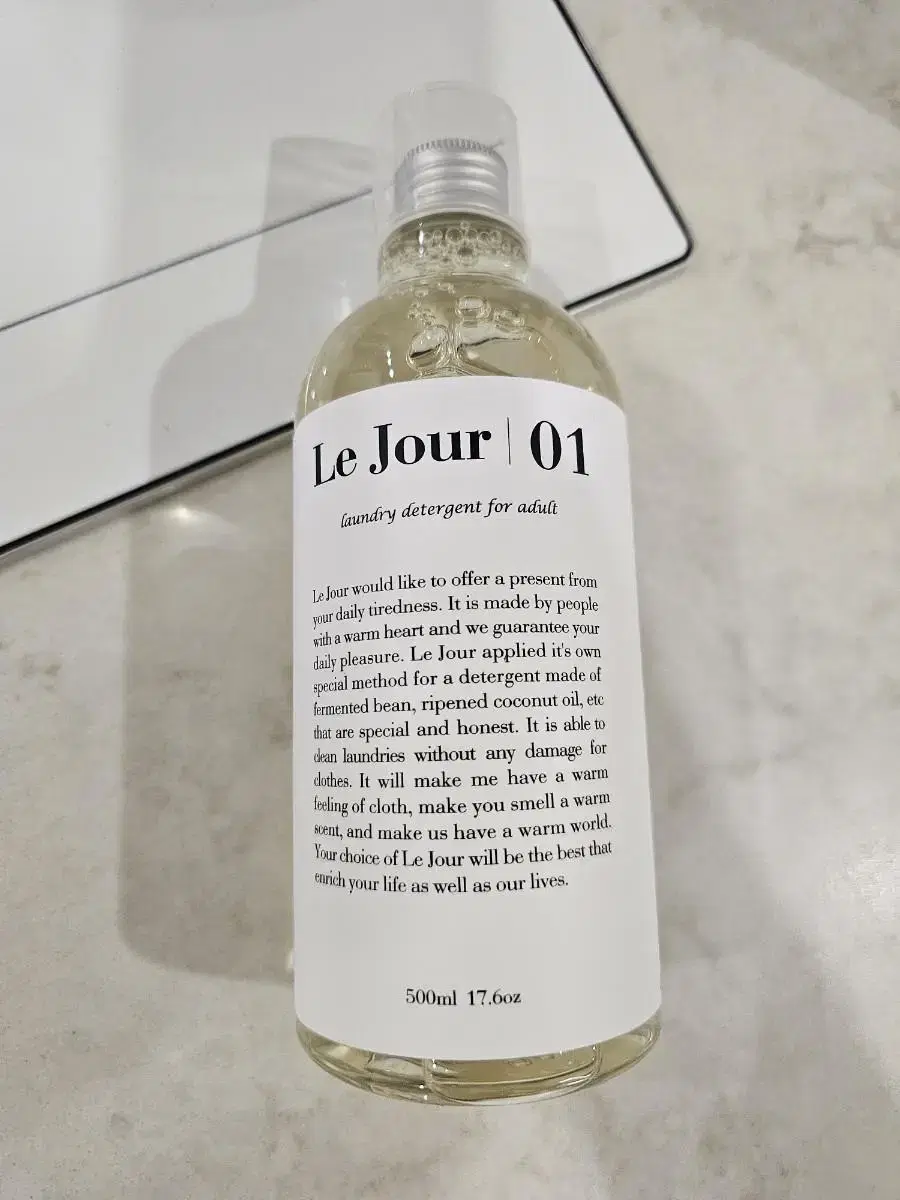 Le Jour | 01
laundry detergent for adult
Le Jour would like to offer a present from
your daily tiredness. It is made by people
with a warm heart and we guarantee your
daily pleasure. Le Jour applied it's own
special method for a detergent made of
fermented bean, ripened coconut oil, etc
that are special and honest. It is able to
clean laundries without any damage for
clothes. It will make me have a warm
feeling of cloth, make you smell a warm
scent, and make us have a warm world.
Your choice of Le Jour will be the best that
enrich your life as well as our lives.
500ml 17.6oz